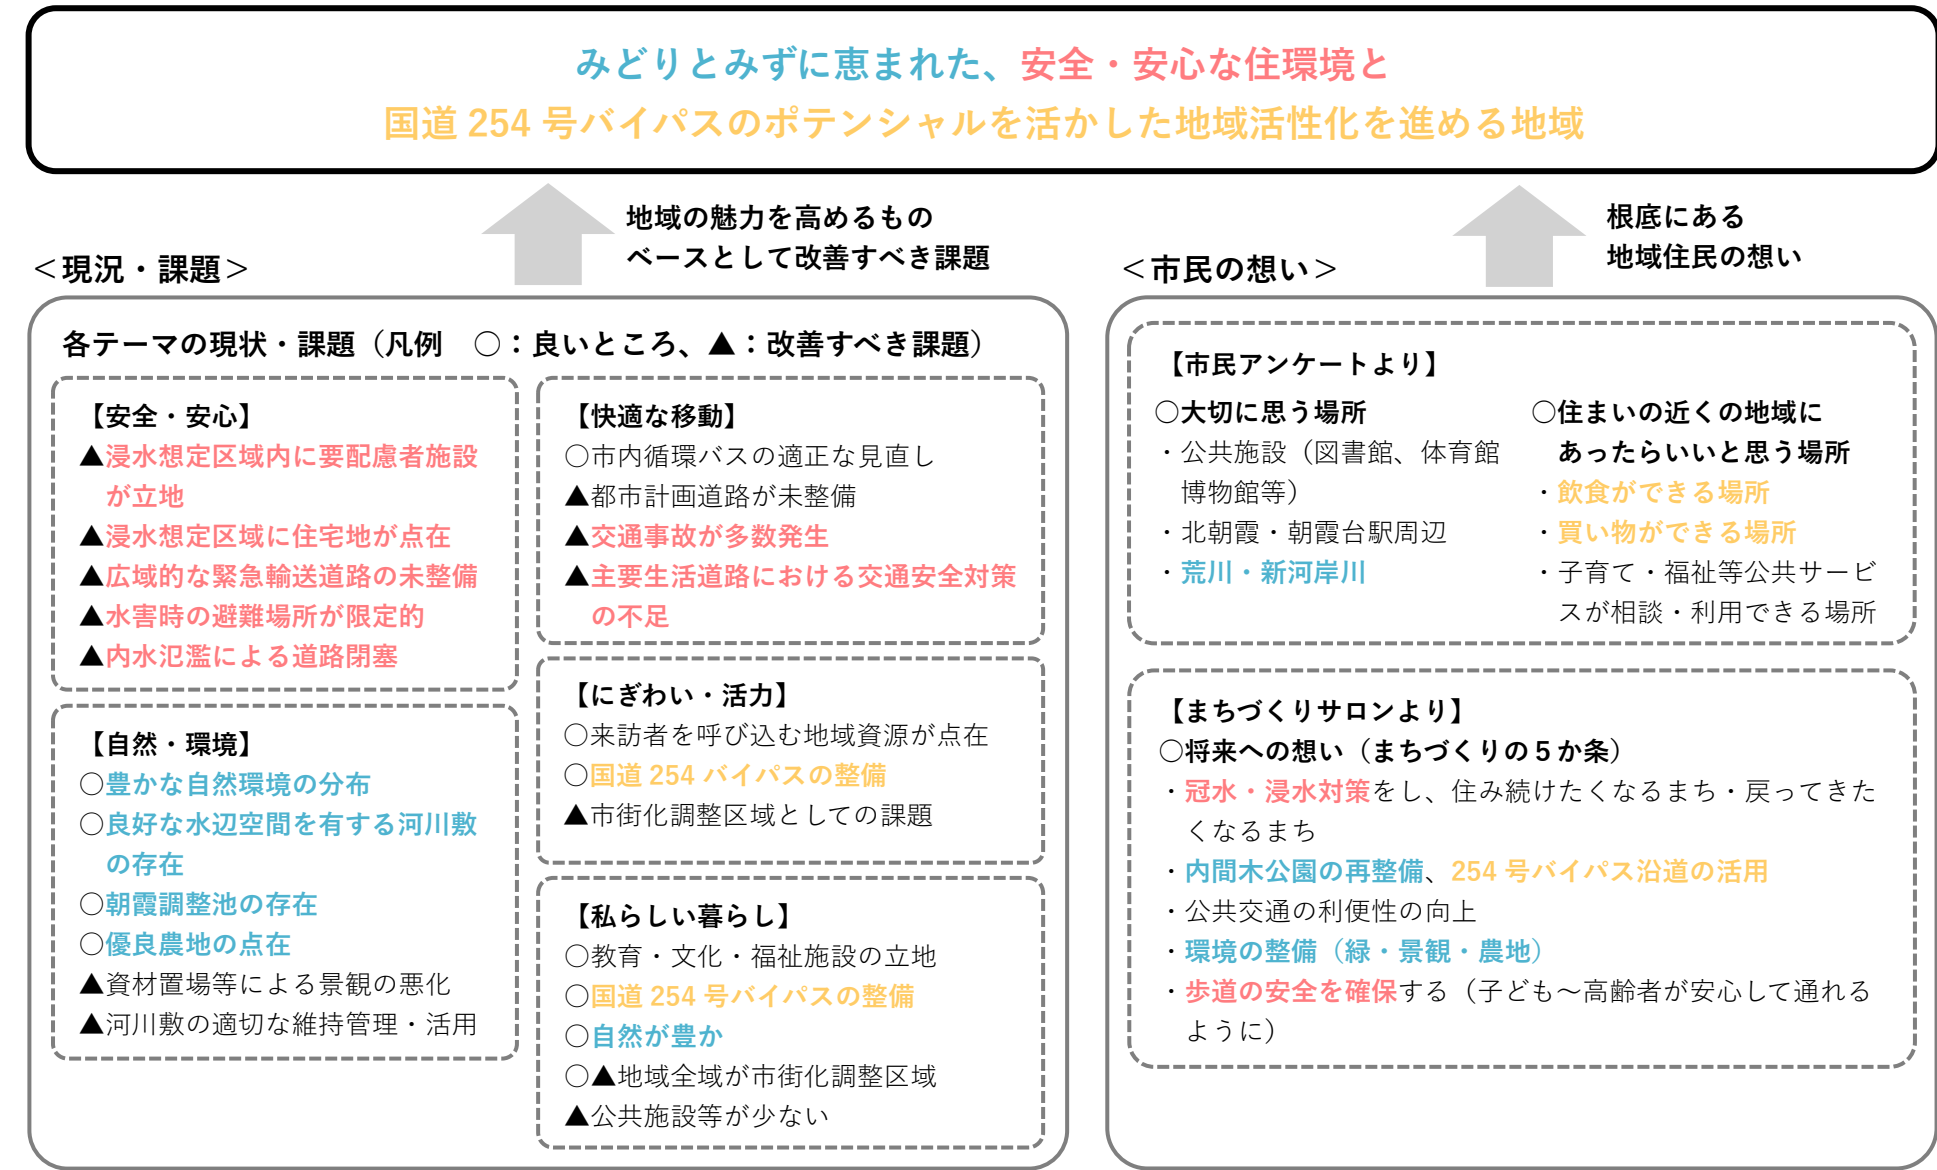 みどりとみずに恵まれた、安全・安心な住環境と
国道 254 号バイパスのポテンシャルを活かした地域活性化を進める地域
地域の魅力を高めるもの
ベースとして改善すべき課題
根底にある
地域住民の想い
＜現況・課題＞
各テーマの現状・課題（凡例　○：良いところ、▲：改善すべき課題）
【安全・安心】
▲浸水想定区域内に要配慮者施設
が立地
▲浸水想定区域に住宅地が点在
▲広域的な緊急輸送道路の未整備
▲水害時の避難場所が限定的
▲内水氾濫による道路閉塞
【自然・環境】
○豊かな自然環境の分布
○良好な水辺空間を有する河川敷
の存在
○朝霞調整池の存在
○優良農地の点在
▲資材置場等による景観の悪化
▲河川敷の適切な維持管理・活用
【快適な移動】
○市内循環バスの適正な見直し
▲都市計画道路が未整備
▲交通事故が多数発生
▲主要生活道路における交通安全対策
の不足
【にぎわい・活力】
○来訪者を呼び込む地域資源が点在
○国道 254 バイパスの整備
▲市街化調整区域としての課題
【私らしい暮らし】
○教育・文化・福祉施設の立地
○国道 254 号バイパスの整備
○自然が豊か
○▲地域全域が市街化調整区域
▲公共施設等が少ない
＜市民の想い＞
【市民アンケートより】
○大切に思う場所
・公共施設（図書館、体育館
博物館等）
・北朝霞・朝霞台駅周辺
・荒川・新河岸川
○住まいの近くの地域に
あったらいいと思う場所
・飲食ができる場所
・買い物ができる場所
・子育て・福祉等公共サービ
スが相談・利用できる場所
【まちづくりサロンより】
○将来への想い（まちづくりの５か条）
・冠水・浸水対策をし、住み続けたくなるまち・戻ってきた
くなるまち
・内間木公園の再整備、254 号バイパス沿道の活用
・公共交通の利便性の向上
・環境の整備（緑・景観・農地）
・歩道の安全を確保する（子ども～高齢者が安心して通れる
ように）